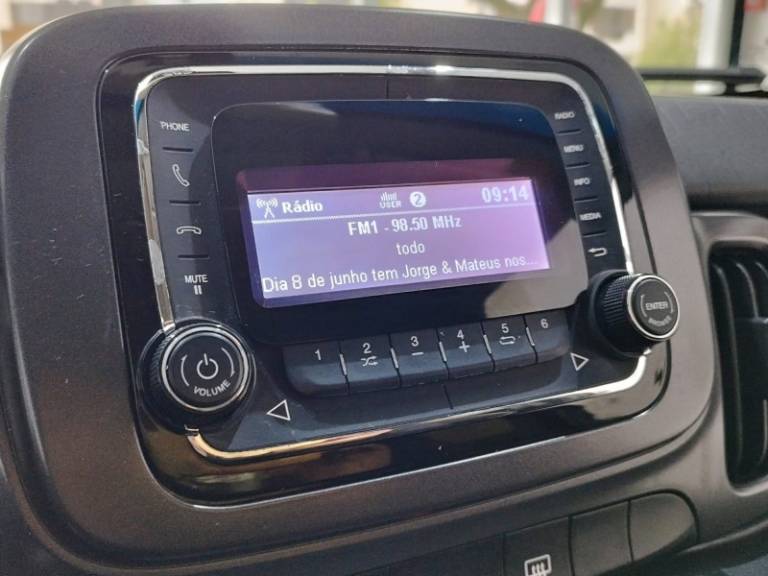 PHONE
MUTE
Rádio
USER
2
09:14
FM1 - 98.50 MHz
todo
Dia 8 de junho tem Jorge & Mateus nos...
RADIO
MENU
INFO
MEDIA
VOLUME
1 2 3 4 5 6
ENTER
BROWSE